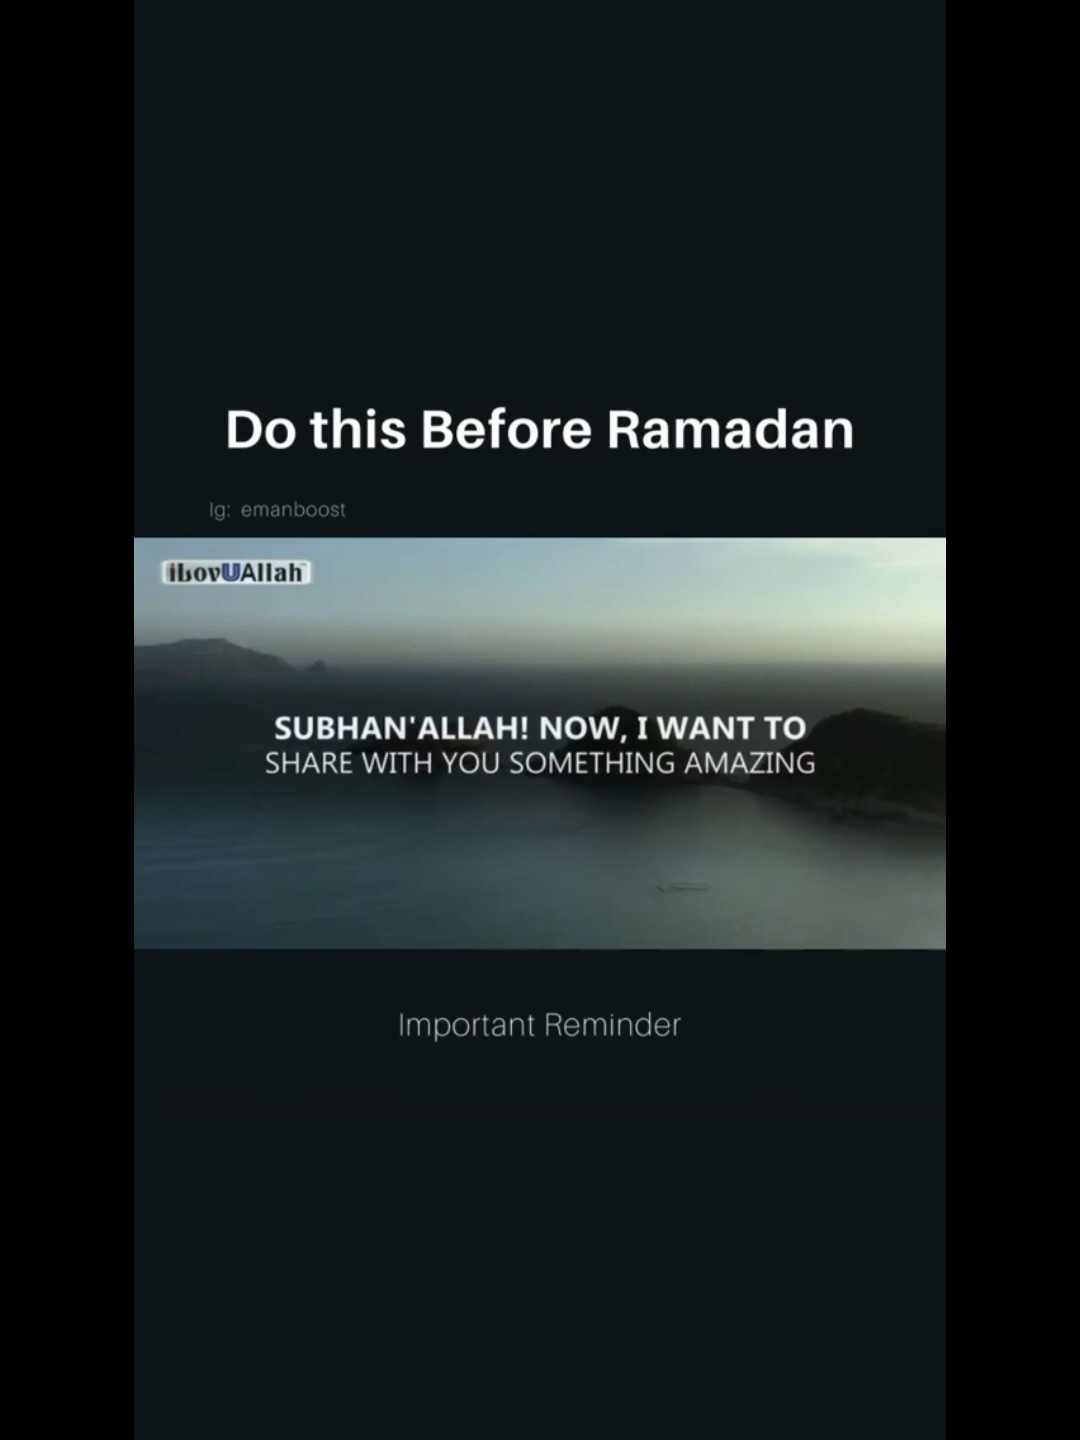 Do this Before Ramadan
Ig: emanboost
iLovUAllah
SUBHAN'ALLAH! NOW, I WANT TO
SHARE WITH YOU SOMETHING AMAZING
Important Reminder